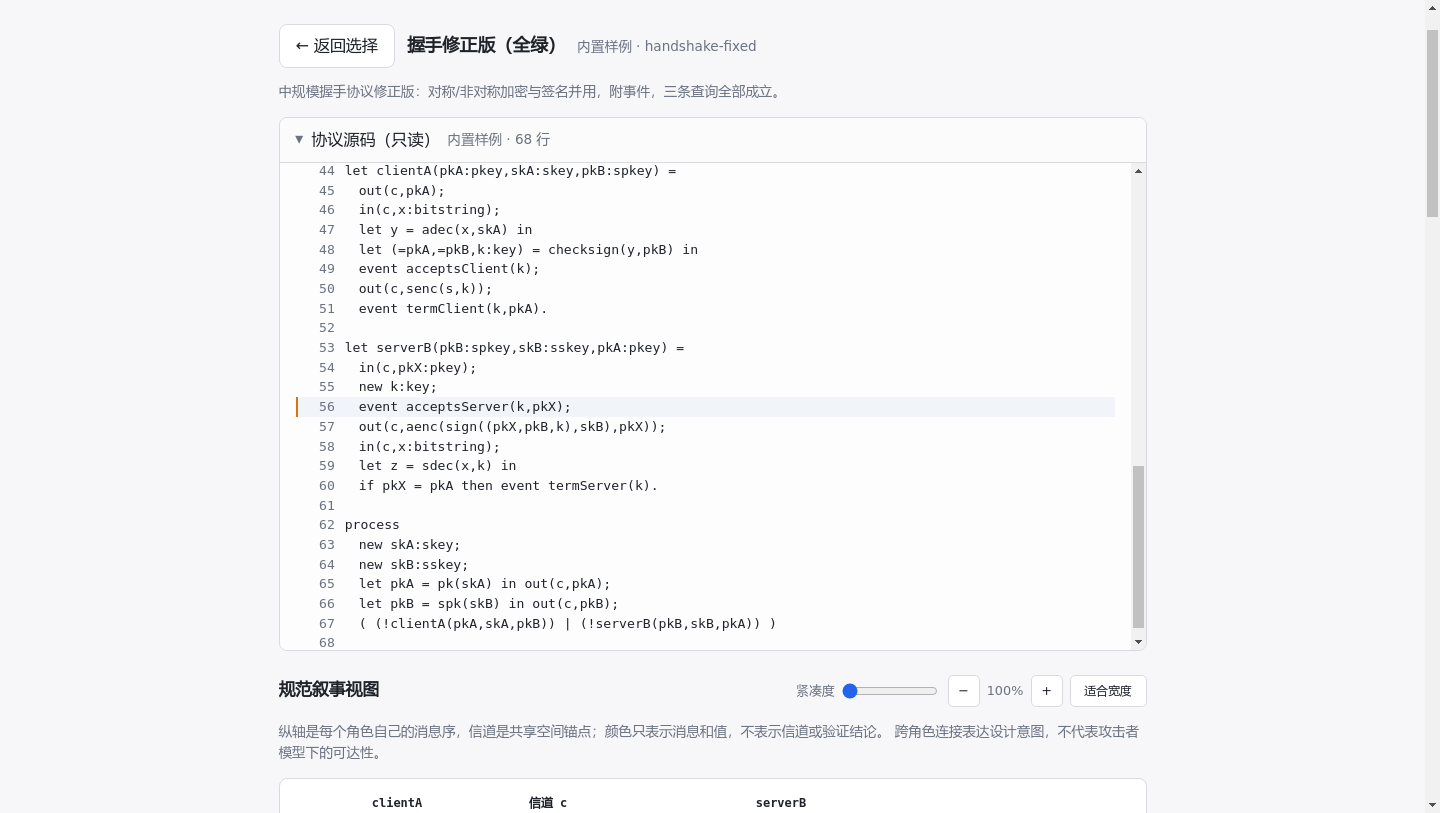 ← 返回选择
握手修正版（全绿）
内置样例 · handshake-fixed
中规模握手协议修正版：对称/非对称加密与签名并用，附事件，三条查询全部成立。
▼ 协议源码（只读） 内置样例 · 68 行
44 let clientA(pkA:pkey,skA:skey,pkB:spkey) =
45 out(c,pkA);
46 in(c,x:bitstring);
47 let y = adec(x,skA) in
48 let (=pkA,=pkB,k:key) = checksign(y,pkB) in
49 event acceptsClient(k);
50 out(c,senc(s,k));
51 event termClient(k,pkA).
52
53 let serverB(pkB:spkey,skB:sskey,pkA:pkey) =
54 in(c,pkX:pkey);
55 new k:key;
56 event acceptsServer(k,pkX);
57 out(c,aenc(sign((pkX,pkB,k),skB),pkX));
58 in(c,x:bitstring);
59 let z = sdec(x,k) in
60 if pkX = pkA then event termServer(k).
61
62 process
63 new skA:skey;
64 new skB:sskey;
65 let pkA = pk(skA) in out(c,pkA);
66 let pkB = spk(skB) in out(c,pkB);
67 ( (!clientA(pkA,skA,pkB)) | (!serverB(pkB,skB,pkA)) )
68
规范叙事视图
紧凑度
−
100%
+
适合宽度
纵轴是每个角色自己的消息序，信道是共享空间锚点；颜色只表示消息和值，不表示信道或验证结论。 跨角色连接表达设计意图，不代表攻击者
模型下的可达性。
clientA 信道 c serverB